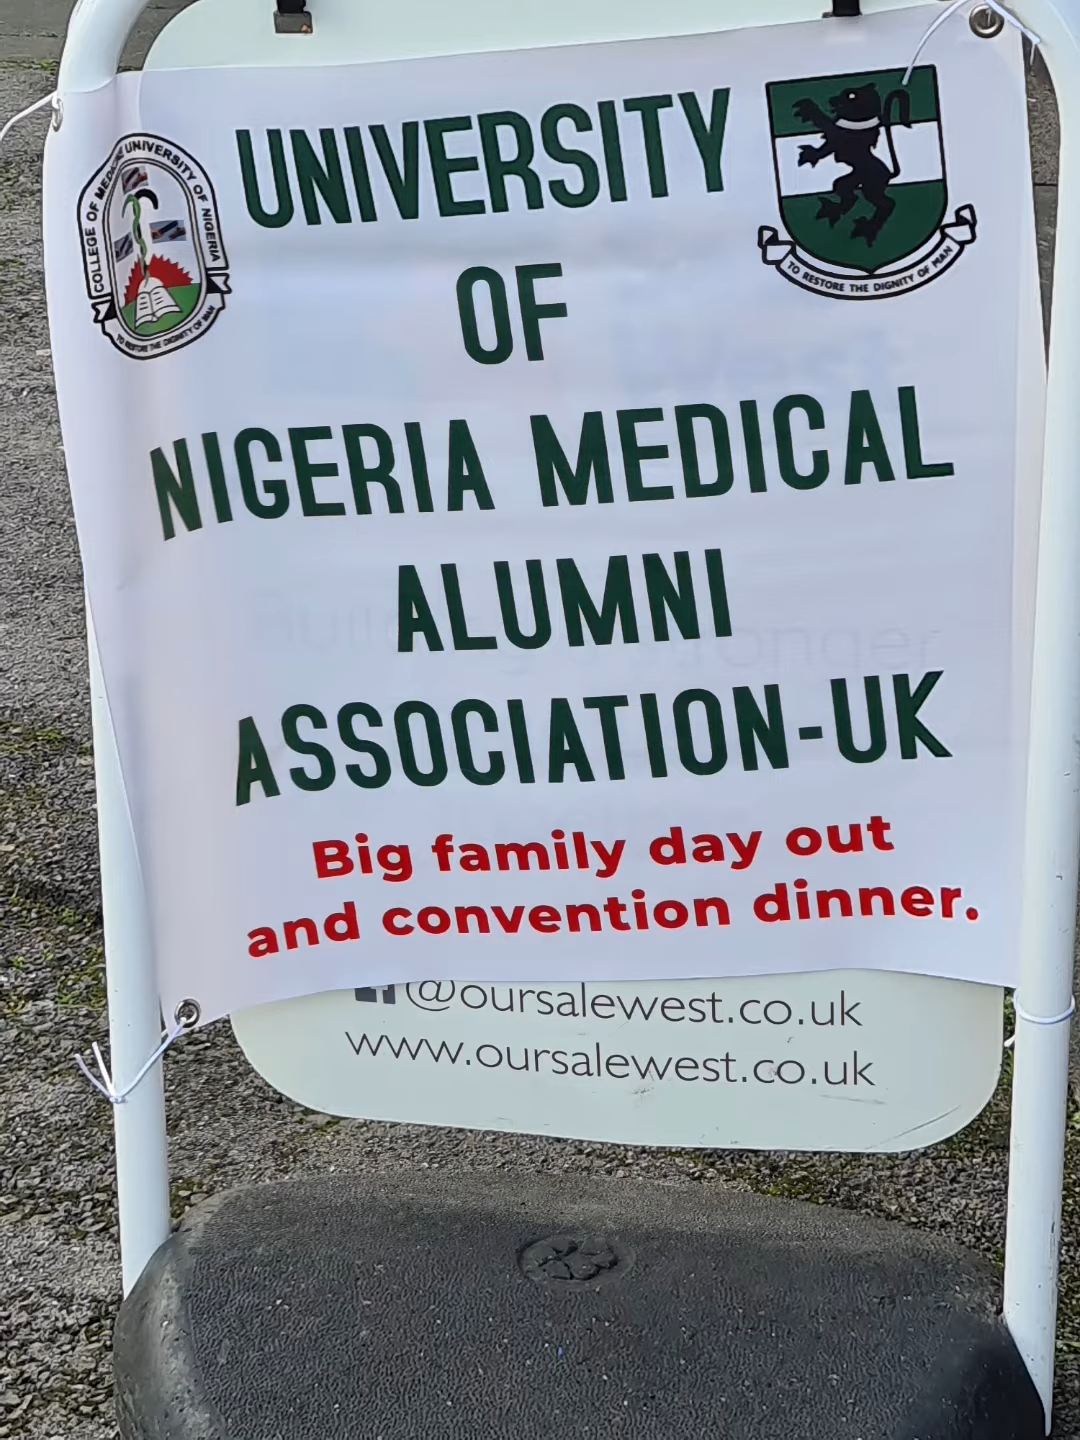 UNIVERSITY
OF
NIGERIA MEDICAL
ALUMNI
ASSOCIATION-UK
Big family day out
and convention dinner.
COLLEGE OF MEDICINE UNIVERSITY OF NIGERIA
TO RESTORE THE DIGNITY OF MAN
TO RESTORE THE DIGNITY OF MAN
@oursalewest.co.uk
www.oursalewest.co.uk